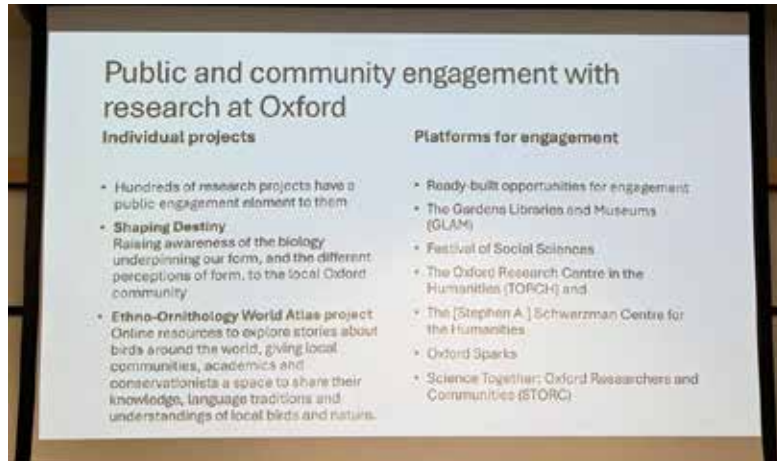 Public and community engagement with
research at Oxford
Individual projects
• Hundreds of research projects have a
public engagement element to them
• Shaping Destiny
Raising awareness of the biology
underpinning our form, and the different
perceptions of form, to the local Oxford
community
• Ethno-Ornithology World Atlas project
Online resources to explore stories about
birds around the world, giving local
communities, academics and
conservationists a space to share their
knowledge, language traditions and
understandings of local birds and nature.
Platforms for engagement
• Ready-built opportunities for engagement
• The Gardens Libraries and Museums
(GLAM)
• Festival of Social Sciences
• The Oxford Research Centre in the
Humanities (TORCH) and
• The [Stephen A.] Schwarzman Centre for
the Humanities
• Oxford Sparks
• Science Together: Oxford Researchers and
Communities (STORC)